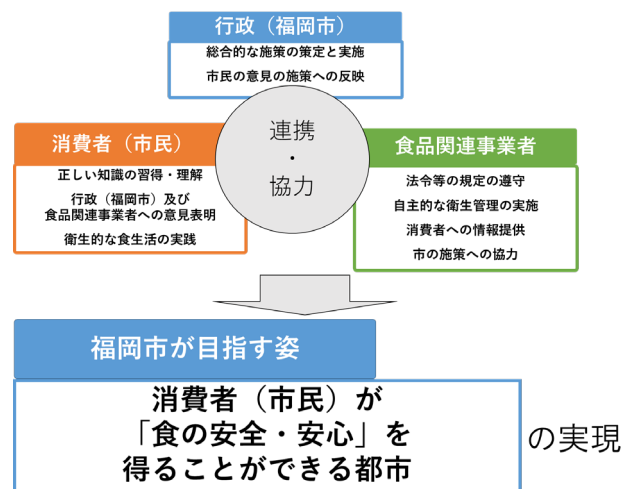 行政（福岡市）
総合的な施策の策定と実施
市民の意見の施策への反映
連携
・
協力
消費者（市民）
正しい知識の習得・理解
行政（福岡市）及び
食品関連事業者への意見表明
衛生的な食生活の実践
食品関連事業者
法令等の規定の遵守
自主的な衛生管理の実施
消費者への情報提供
市の施策への協力
福岡市が目指す姿
消費者（市民）が
「食の安全・安心」を
得ることができる都市
の実現